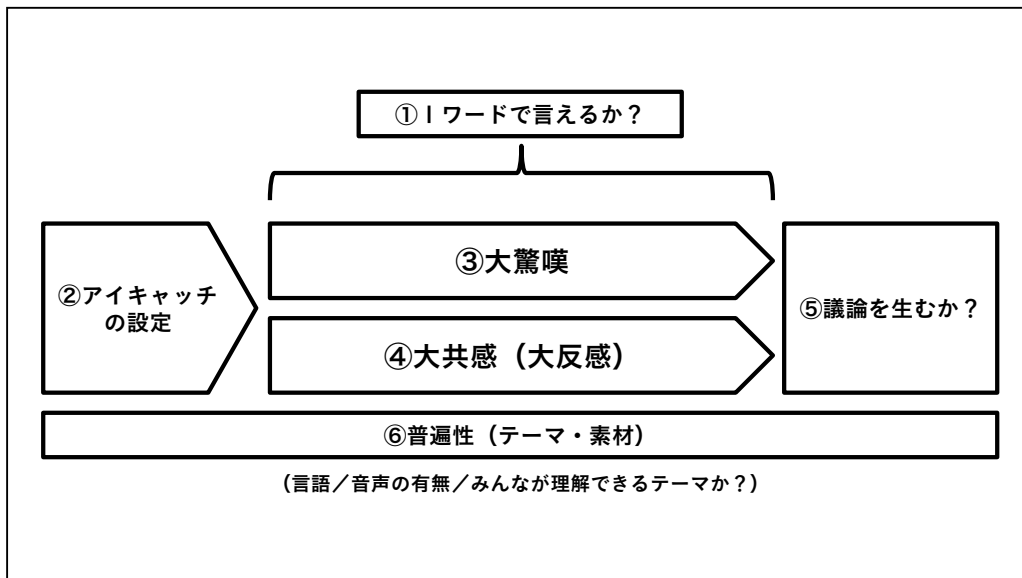 ①1ワードで言えるか？
②アイキャッチ
の設定
③大驚嘆
④大共感（大反感）
⑤議論を生むか？
⑥普遍性（テーマ・素材）
（言語／音声の有無／みんなが理解できるテーマか？）